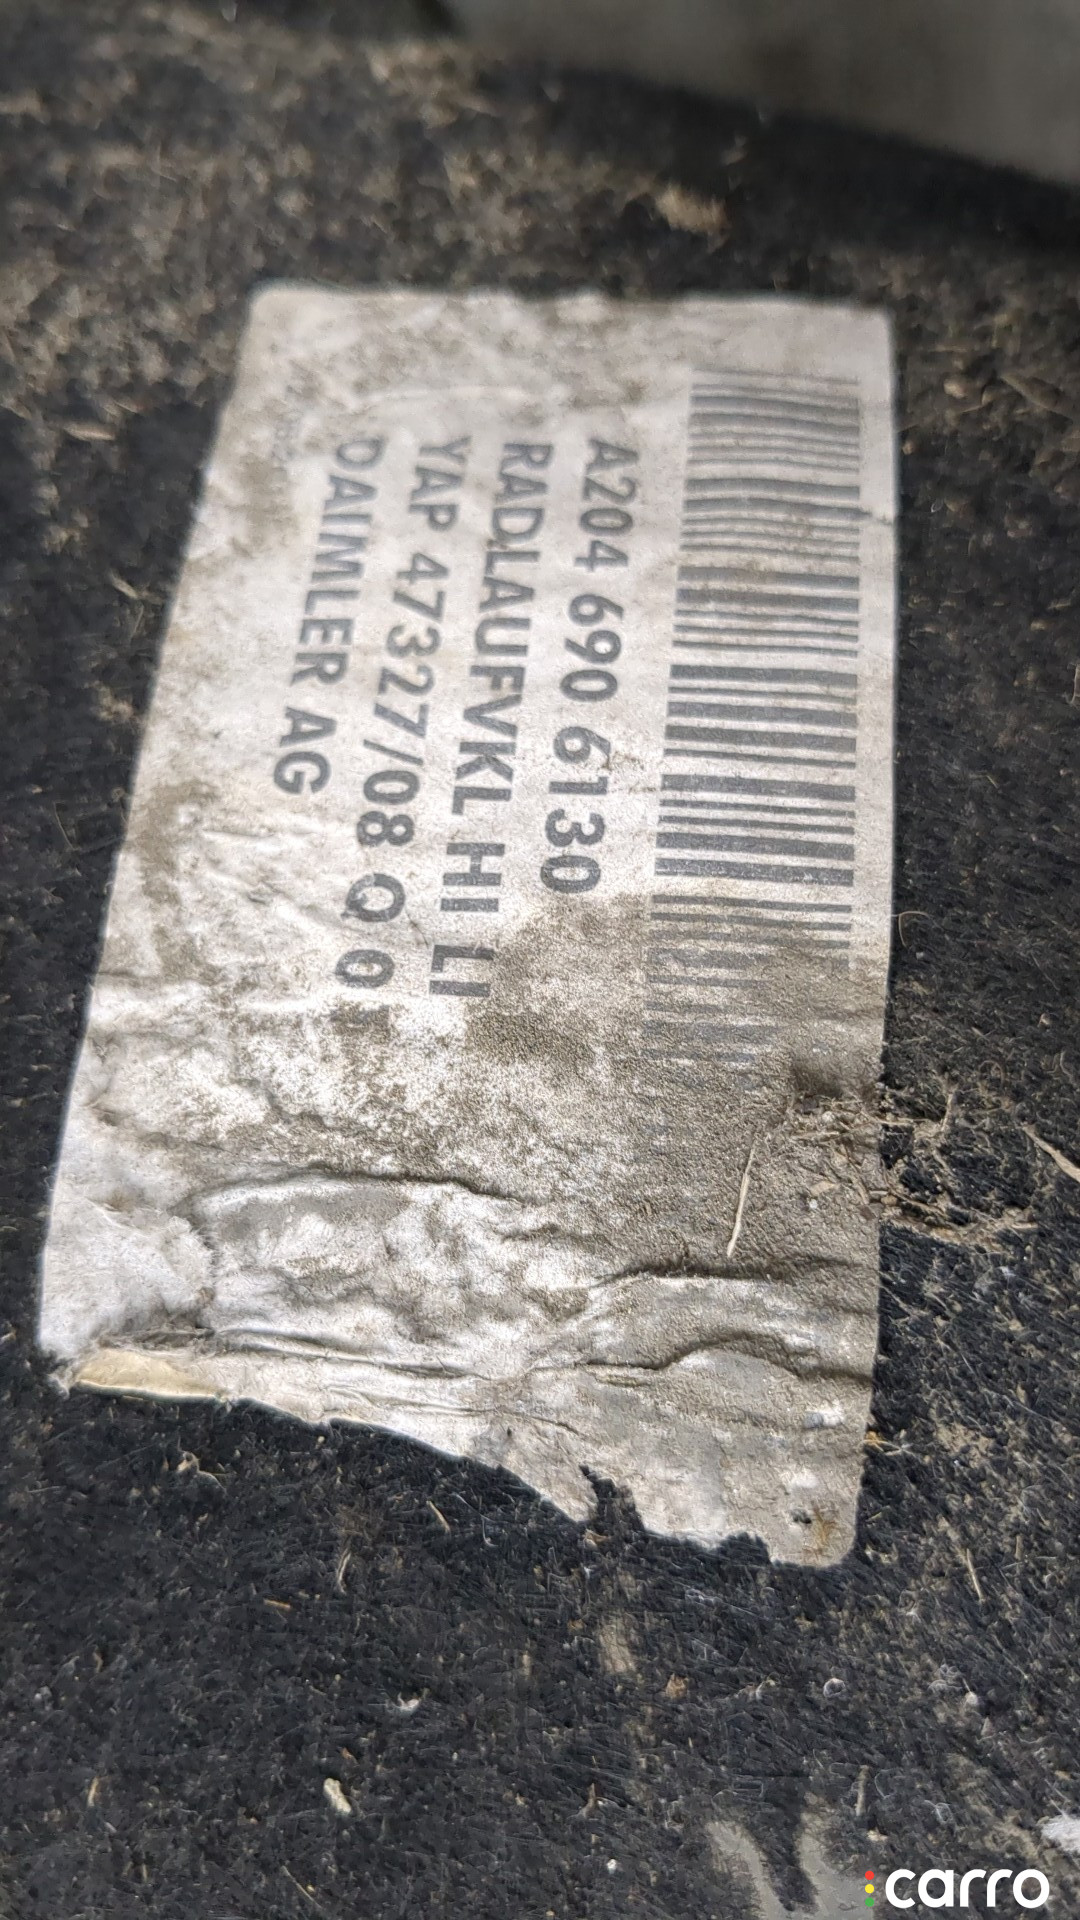 A204 690 6130
RADLAUFVKL HI LI
YAP 47327/08 Q 0
DAIMLER AG
carro